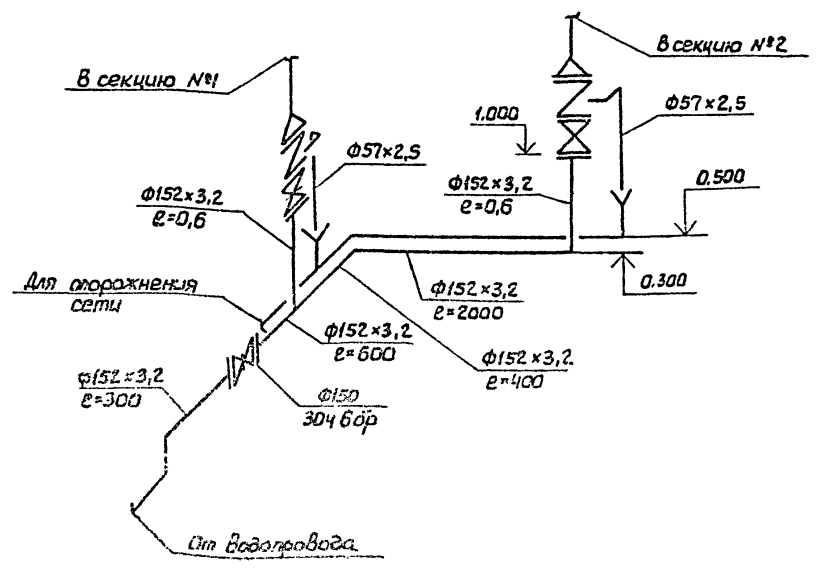 В секцию №2
В секцию №1
Ф57×2,5
1.000
Ф57×2,5
Ф152×3,2
ℓ=0,6
Ф152×3,2
ℓ=0,6
0.500
Для опорожнения
сети
0.300
Ф152×3,2
ℓ=2000
Ф152×3,2
ℓ=600
Ф152×3,2
ℓ=400
Ф152×3,2
ℓ=300
Ф150
30ч6бр
От водопровода